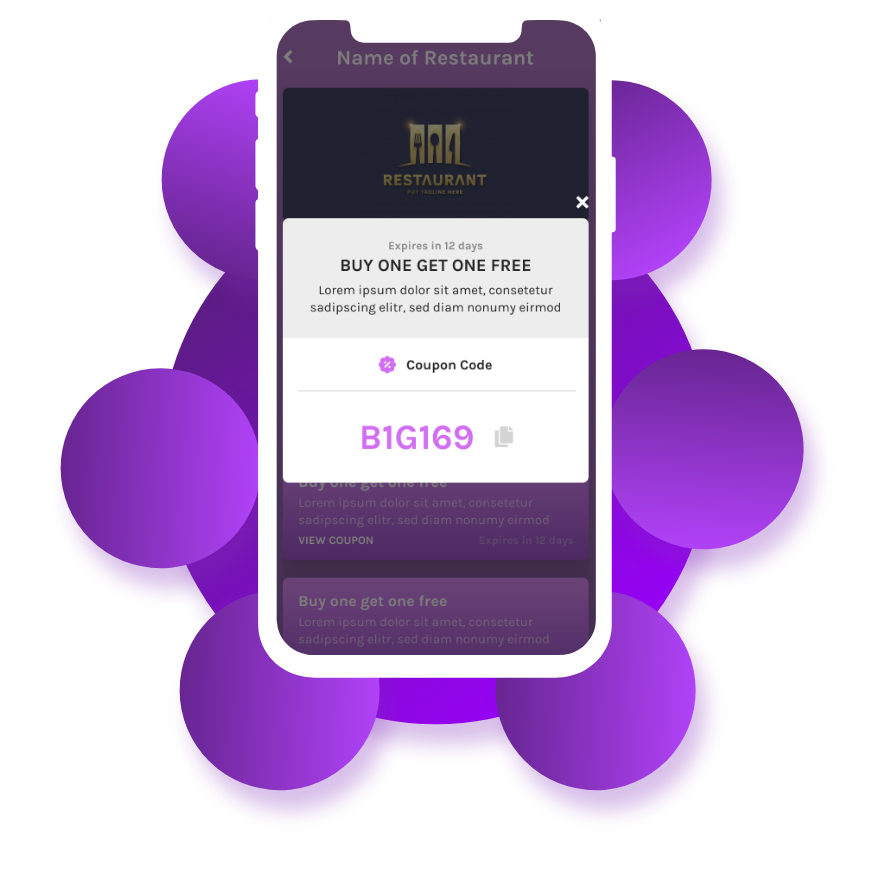 Name of Restaurant
RESTAURANT
PUT TAGLINE HERE
Expires in 12 days
BUY ONE GET ONE FREE
Lorem ipsum dolor sit amet, consetetur
sadipscing elitr, sed diam nonumy eirmod
Coupon Code
B1G169
Buy one get one free
Lorem ipsum dolor sit amet, consetetur
sadipscing elitr, sed diam nonumy eirmod
VIEW COUPON Expires in 12 days
Buy one get one free
Lorem ipsum dolor sit amet, consetetur
sadipscing elitr, sed diam nonumy eirmod